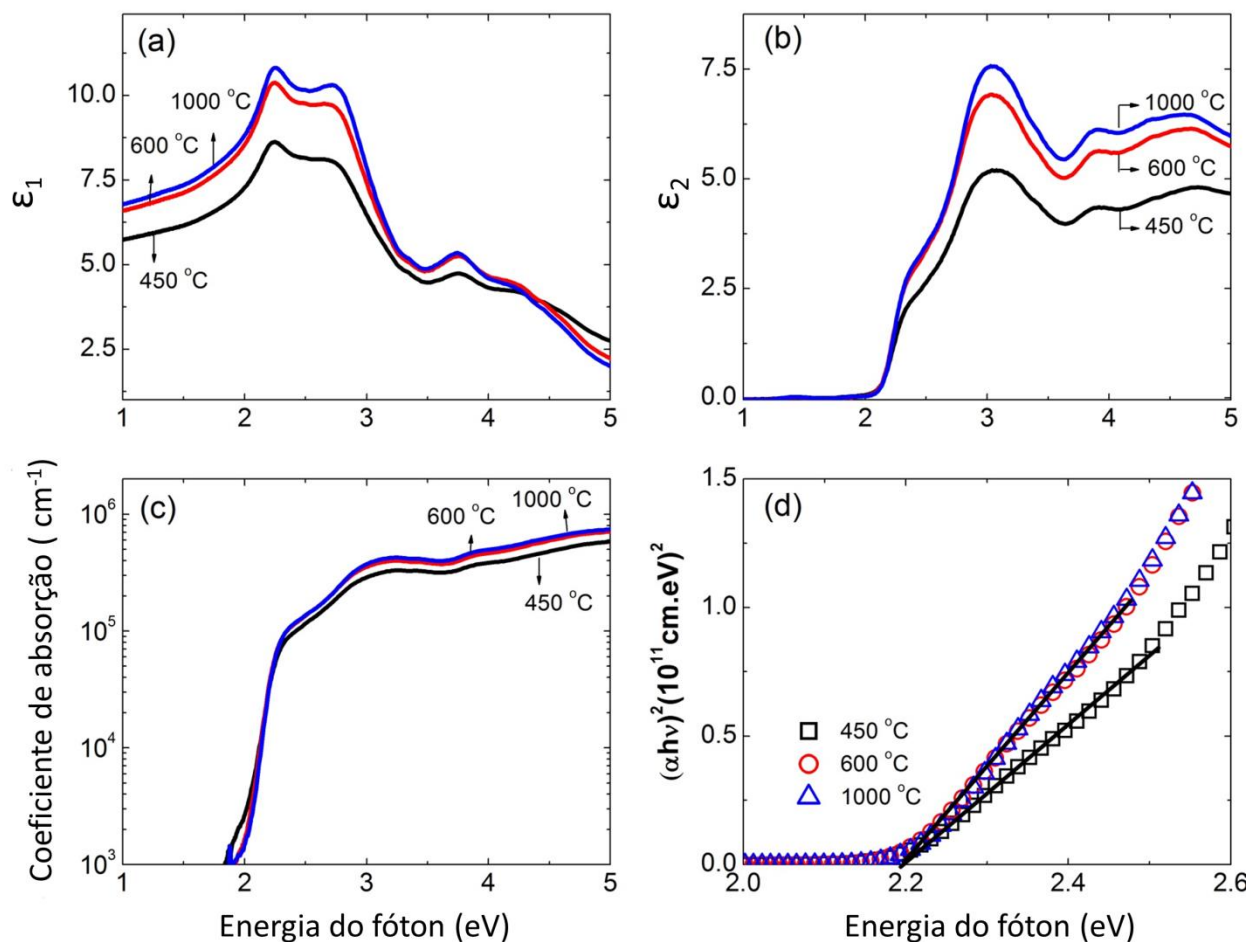 (a)
ε1
10.0
7.5
5.0
2.5
1000 °C
600 °C
450 °C
1 2 3 4 5
(b)
ε2
7.5
5.0
2.5
0.0
1000 °C
600 °C
450 °C
1 2 3 4 5
(c)
Coeficiente de absorção ( cm-1)
10^6
10^5
10^4
10^3
600 °C
1000 °C
450 °C
1 2 3 4 5
Energia do fóton (eV)
(d)
(αhν)^2(10^11cm.eV)^2
1.5
1.0
0.5
0.0
450 °C
600 °C
1000 °C
2.0 2.2 2.4 2.6
Energia do fóton (eV)